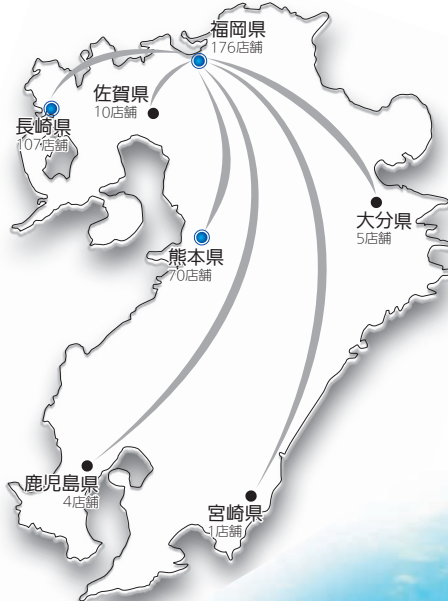 福岡県
176店舗
佐賀県
10店舗
長崎県
107店舗
大分県
5店舗
熊本県
70店舗
鹿児島県
4店舗
宮崎県
1店舗